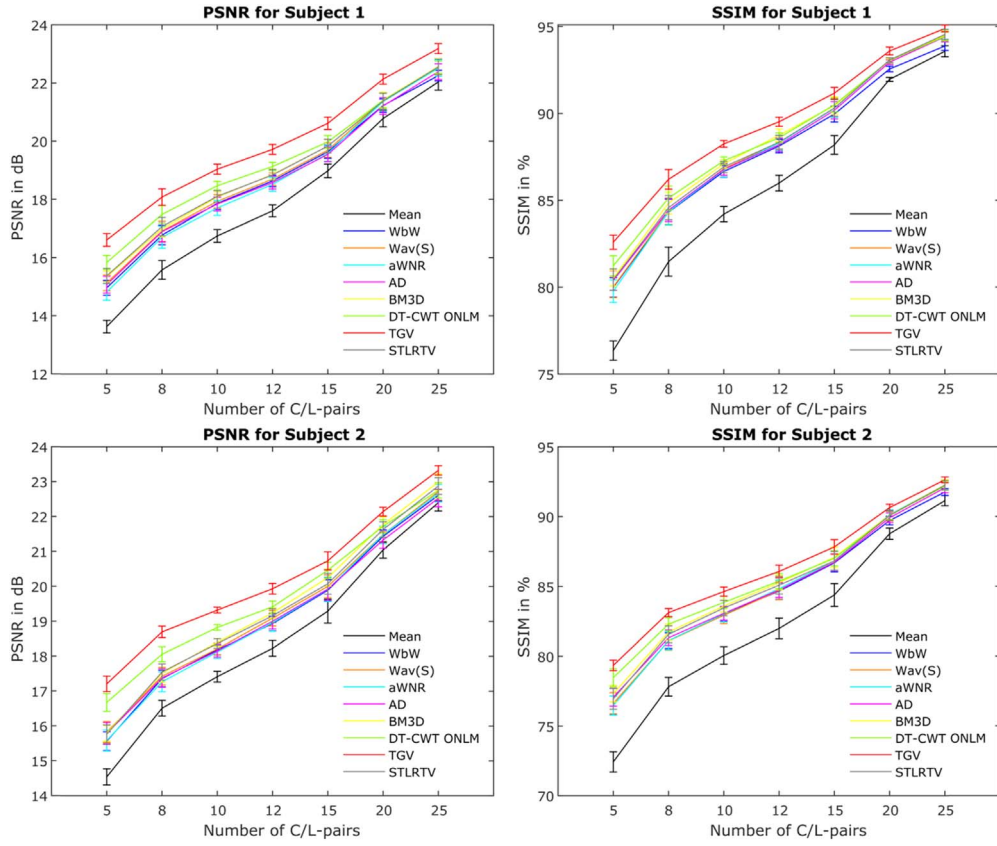 PSNR for Subject 1
24
22
20
18
16
14
12
PSNR in dB
5 8 10 12 15 20 25
Number of C/L-pairs
Mean
WbW
Wav(S)
aWNR
AD
BM3D
DT-CWT ONLM
TGV
STLRTV
SSIM for Subject 1
95
90
85
80
75
SSIM in %
5 8 10 12 15 20 25
Number of C/L-pairs
Mean
WbW
Wav(S)
aWNR
AD
BM3D
DT-CWT ONLM
TGV
STLRTV
PSNR for Subject 2
24
23
22
21
20
19
18
17
16
15
14
PSNR in dB
5 8 10 12 15 20 25
Number of C/L-pairs
Mean
WbW
Wav(S)
aWNR
AD
BM3D
DT-CWT ONLM
TGV
STLRTV
SSIM for Subject 2
95
90
85
80
75
70
SSIM in %
5 8 10 12 15 20 25
Number of C/L-pairs
Mean
WbW
Wav(S)
aWNR
AD
BM3D
DT-CWT ONLM
TGV
STLRTV